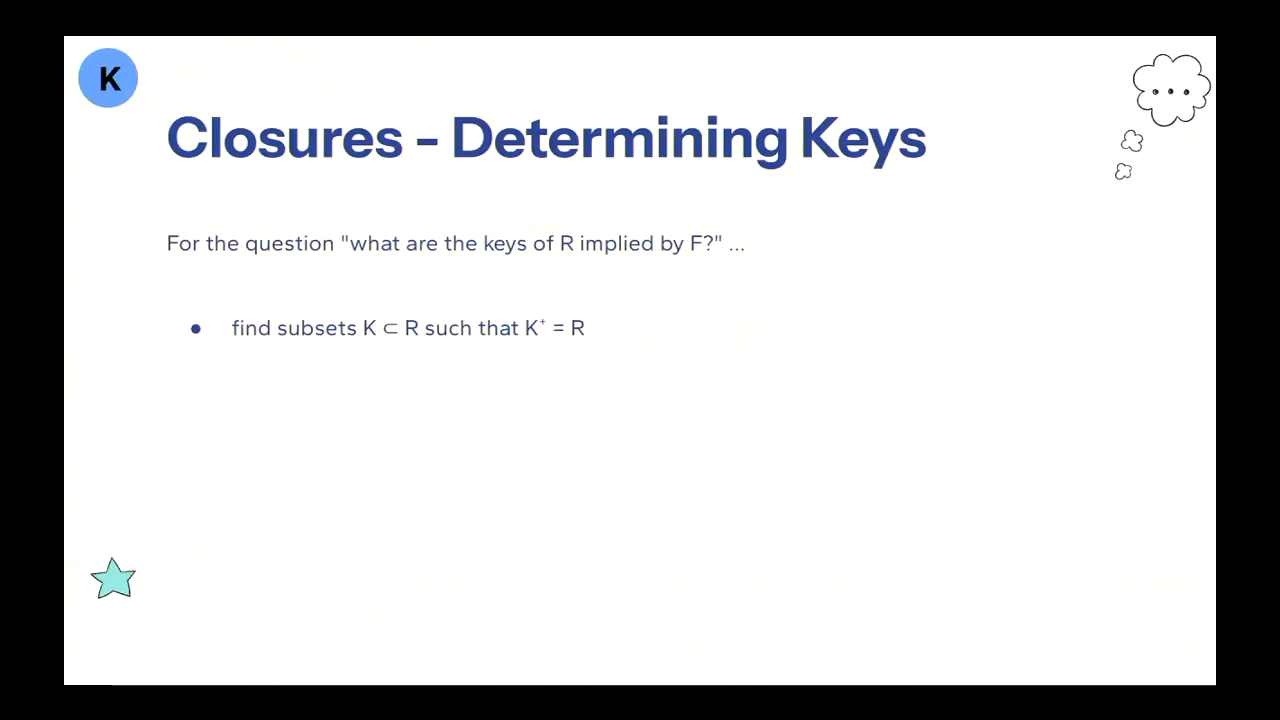 K
Closures - Determining Keys
For the question "what are the keys of R implied by F?" ...
● find subsets K ⊂ R such that K⁺ = R